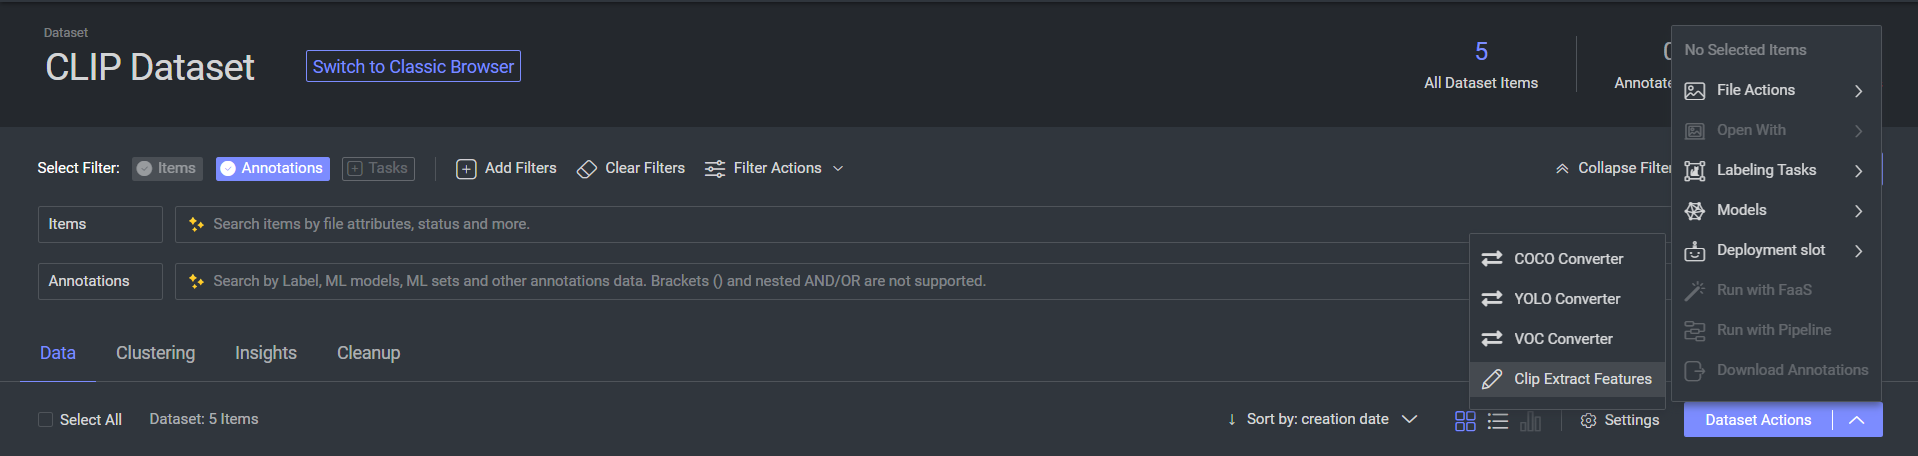 Dataset
CLIP Dataset
Switch to Classic Browser
5
All Dataset Items
Annotate
No Selected Items
File Actions
Open With
Labeling Tasks
Models
Deployment slot
Run with FaaS
Run with Pipeline
Download Annotations
Select Filter: Items Annotations Tasks Add Filters Clear Filters Filter Actions Collapse Filter
Items Search items by file attributes, status and more.
Annotations Search by Label, ML models, ML sets and other annotations data. Brackets () and nested AND/OR are not supported.
COCO Converter
YOLO Converter
VOC Converter
Clip Extract Features
Data Clustering Insights Cleanup
Select All Dataset: 5 Items Sort by: creation date Settings Dataset Actions